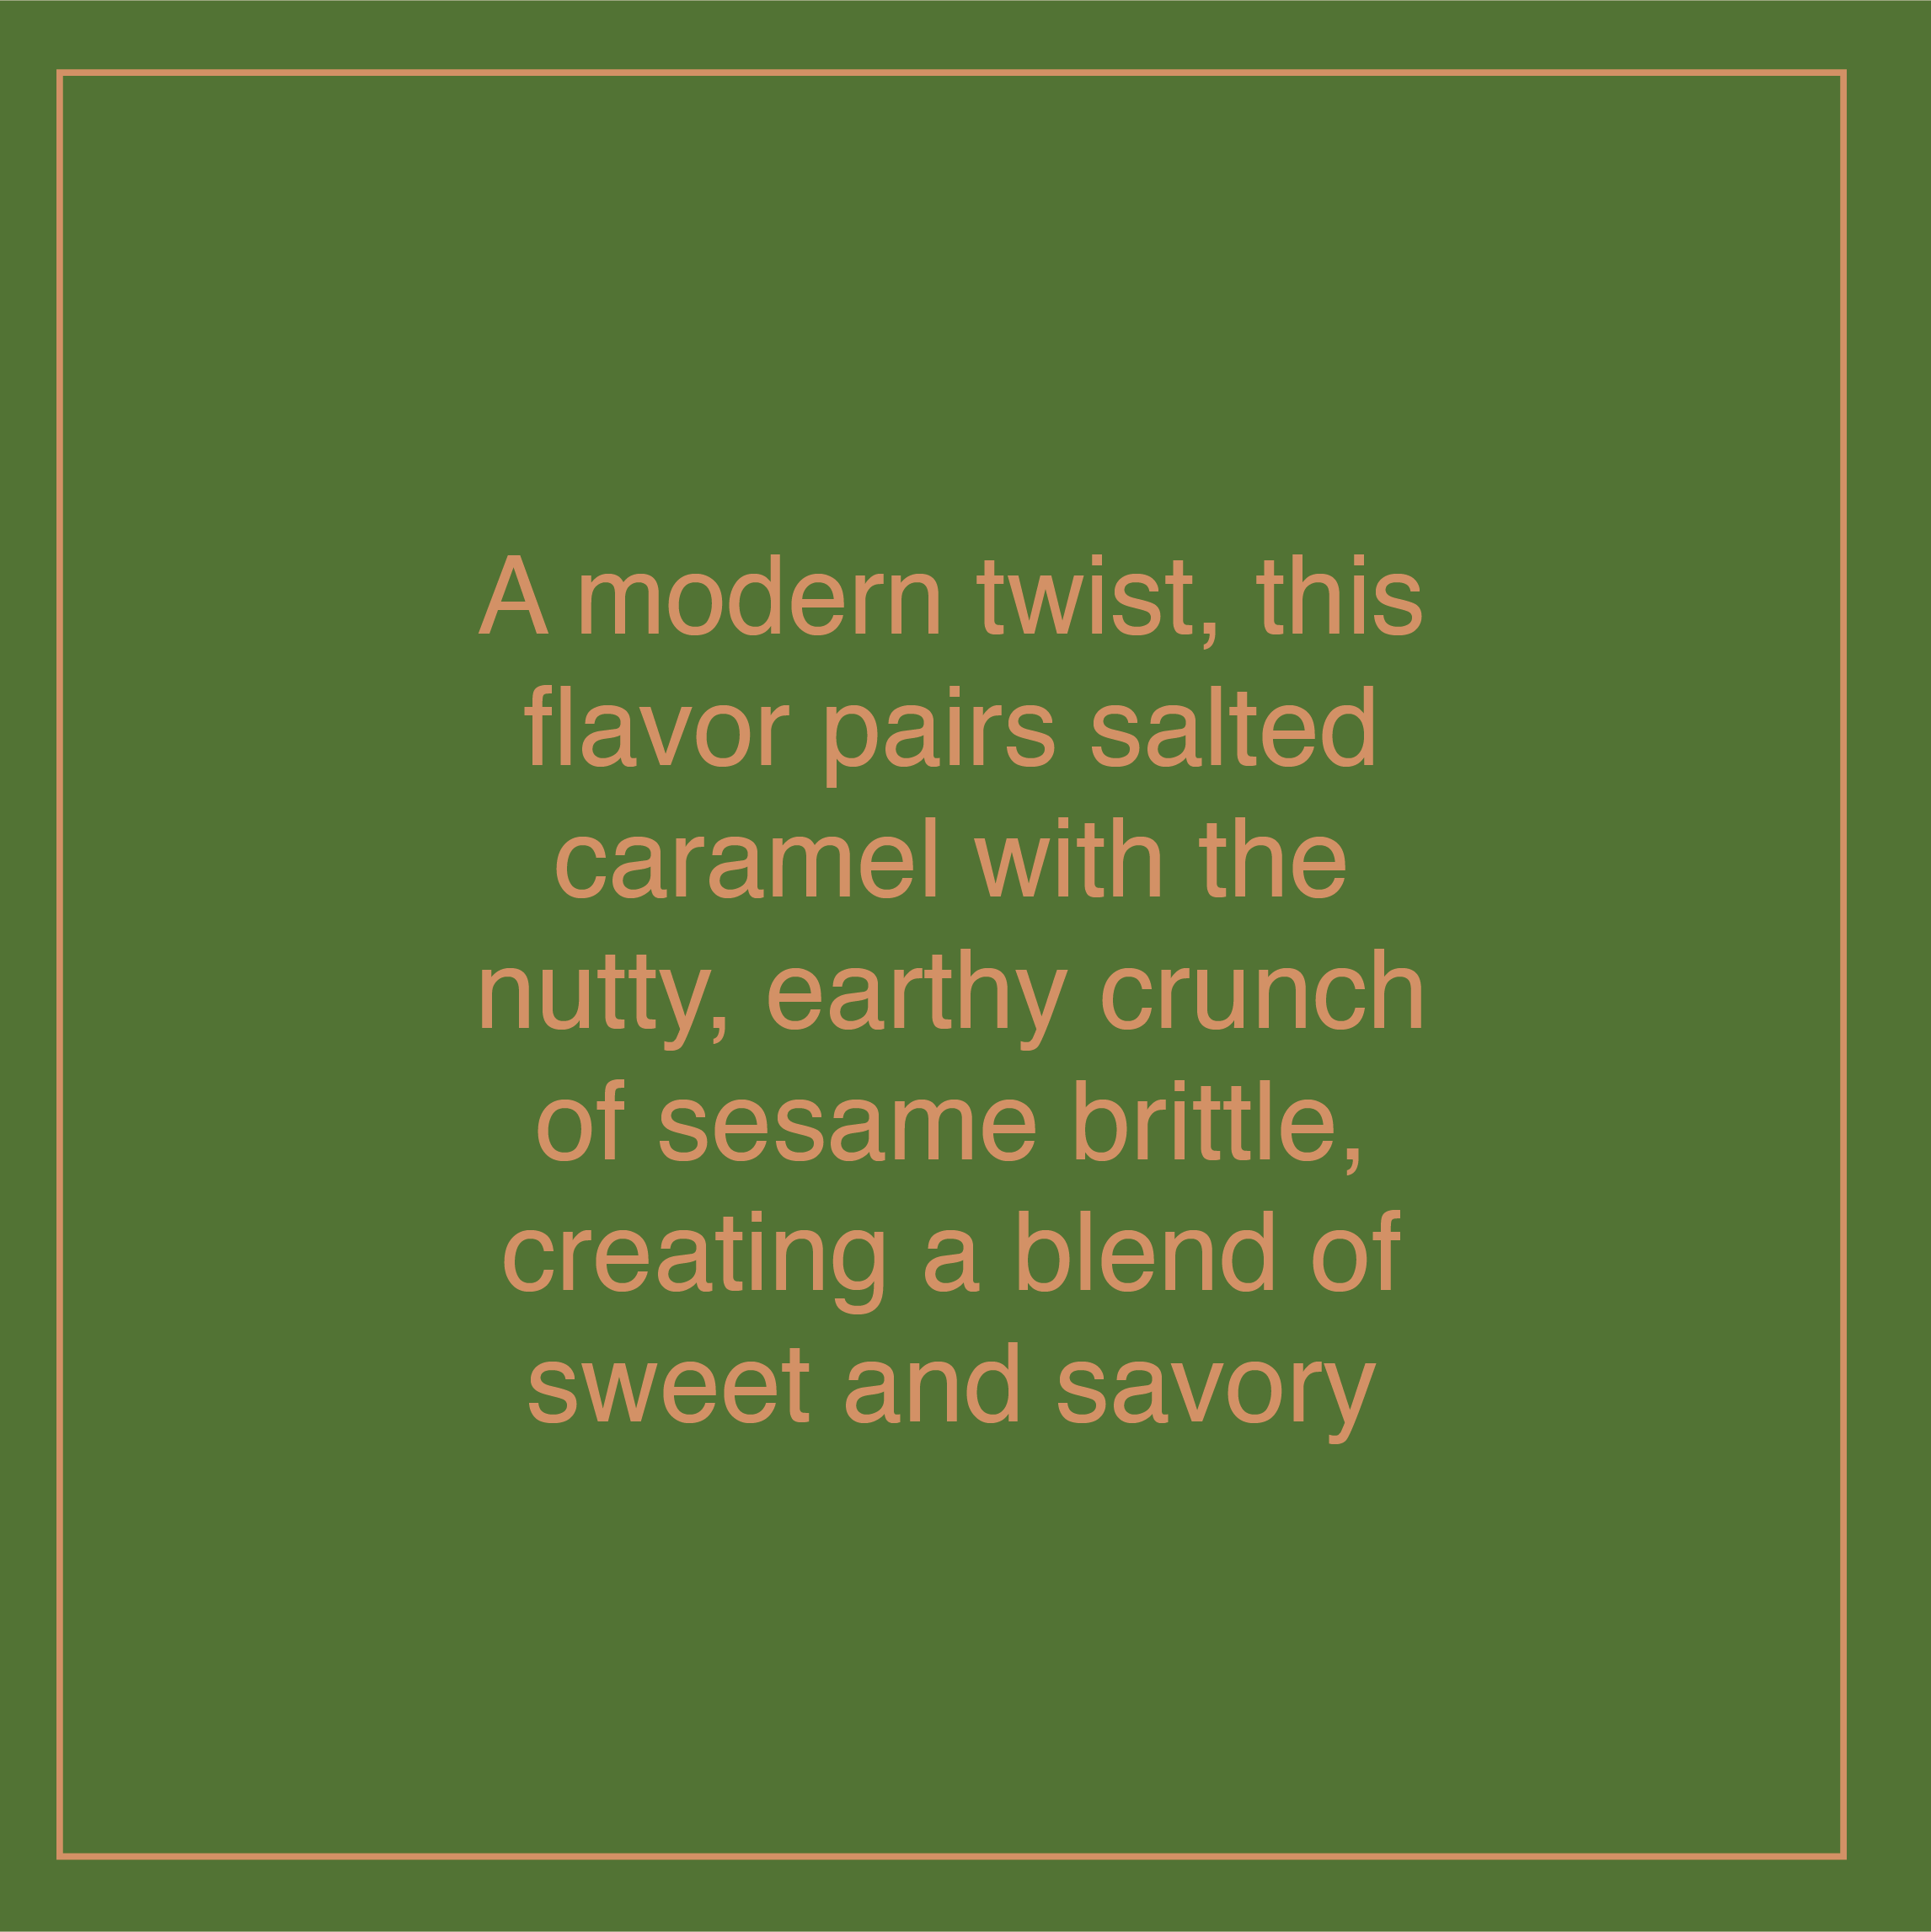 A modern twist, this
flavor pairs salted
caramel with the
nutty, earthy crunch
of sesame brittle,
creating a blend of
sweet and savory